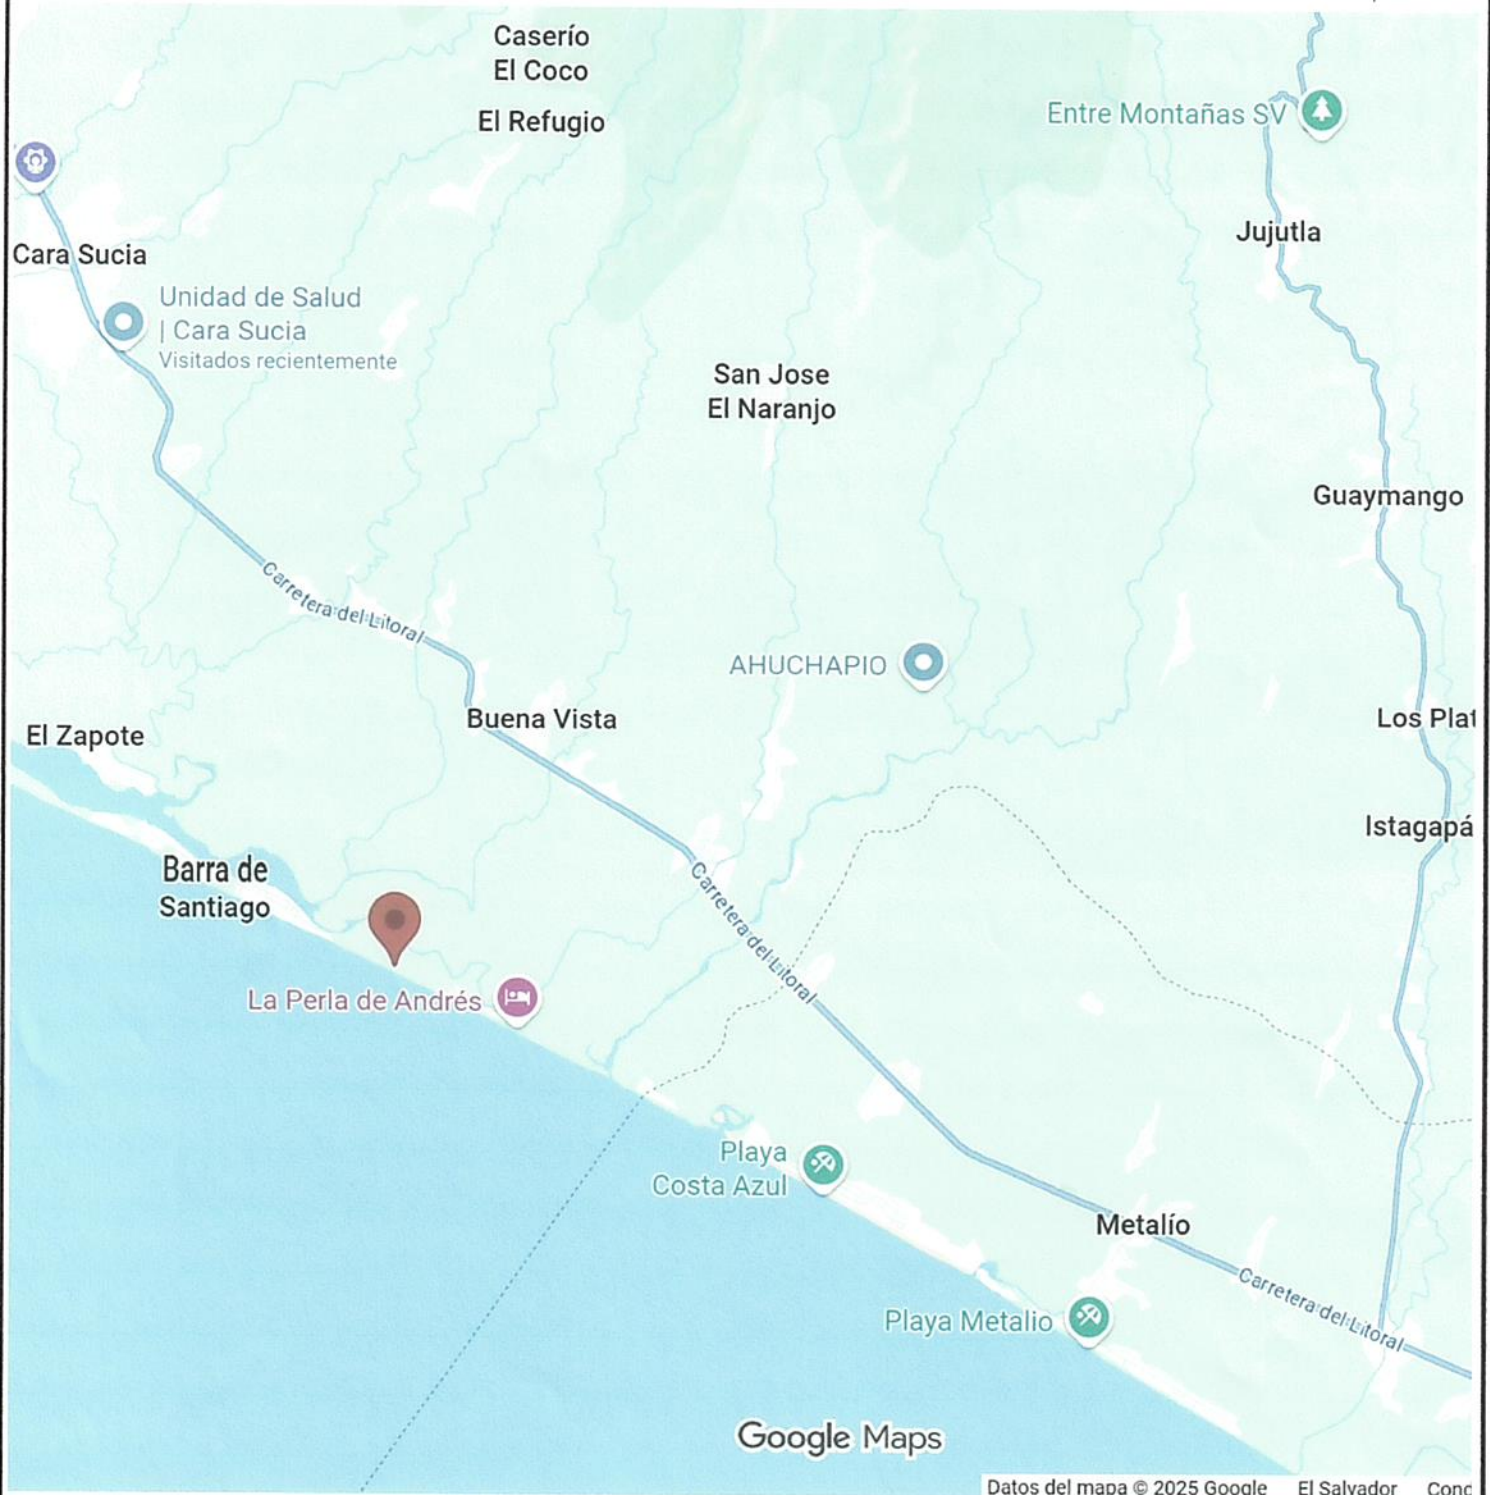 Caserío
El Coco
El Refugio
Entre Montañas SV
Jujutla
Cara Sucia
Unidad de Salud
| Cara Sucia
Visitados recientemente
San Jose
El Naranjo
Guaymango
Carretera del Litoral
AHUCHAPIO
Buena Vista
Los Plat
El Zapote
Istagapá
Barra de
Santiago
Carretera del Litoral
La Perla de Andrés
Playa
Costa Azul
Metalío
Carretera del Litoral
Playa Metalio
Google Maps
Datos del mapa © 2025 Google El Salvador Cond